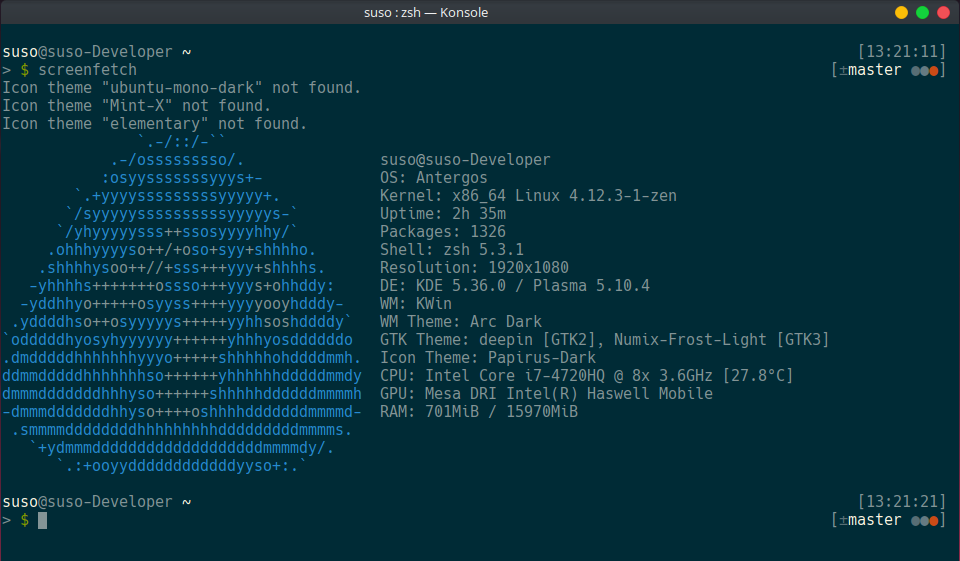 suso : zsh — Konsole
suso@suso-Developer ~ [13:21:11]
> $ screenfetch [±master ●●●]
Icon theme "ubuntu-mono-dark" not found.
Icon theme "Mint-X" not found.
Icon theme "elementary" not found.
`.-/::/-``
.-/osssssssso/.
:osyysssssssyyys+- suso@suso-Developer
`.+yyyyssssssssssyyyyy+. OS: Antergos
`/syyyyyssssssssssyyyyys-` Kernel: x86_64 Linux 4.12.3-1-zen
`/yhyyyyysss++ssosyyyyhhy/` Uptime: 2h 35m
.ohhhyyyyso++/+oso+syy+shhhho. Packages: 1326
.shhhhysoo++//+sss+++yyy+shhhhs. Shell: zsh 5.3.1
-yhhhhs+++++++ossso+++yyys+ohhddy: Resolution: 1920x1080
-yddhhyo+++++osyyss++++yyyyooyhdddy- DE: KDE 5.36.0 / Plasma 5.10.4
.yddddhso++osyyyyys+++++yyhhsoshddddy` WM: KWin
`odddddhyosyhyyyyyy++++++yhhhyosddddddo WM Theme: Arc Dark
.dmdddddhhhhhhhyyyo+++++shhhhhohddddmmh. GTK Theme: deepin [GTK2], Numix-Frost-Light [GTK3]
ddmmdddddhhhhhhhso++++++yhhhhhhdddddmmdy Icon Theme: Papirus-Dark
dmmmdddddddhhhyso++++++shhhhhddddddmmmmh CPU: Intel Core i7-4720HQ @ 8x 3.6GHz [27.8°C]
-dmmmdddddddhhyso++++oshhhhdddddddmmmmd- GPU: Mesa DRI Intel(R) Haswell Mobile
.smmmmddddddddhhhhhhhhhdddddddddmmmms. RAM: 701MiB / 15970MiB
`+ydmmmdddddddddddddddddddmmmmdy/.
`.:+ooyyddddddddddddyyso+:.`
suso@suso-Developer ~ [13:21:21]
> $ [±master ●●●]